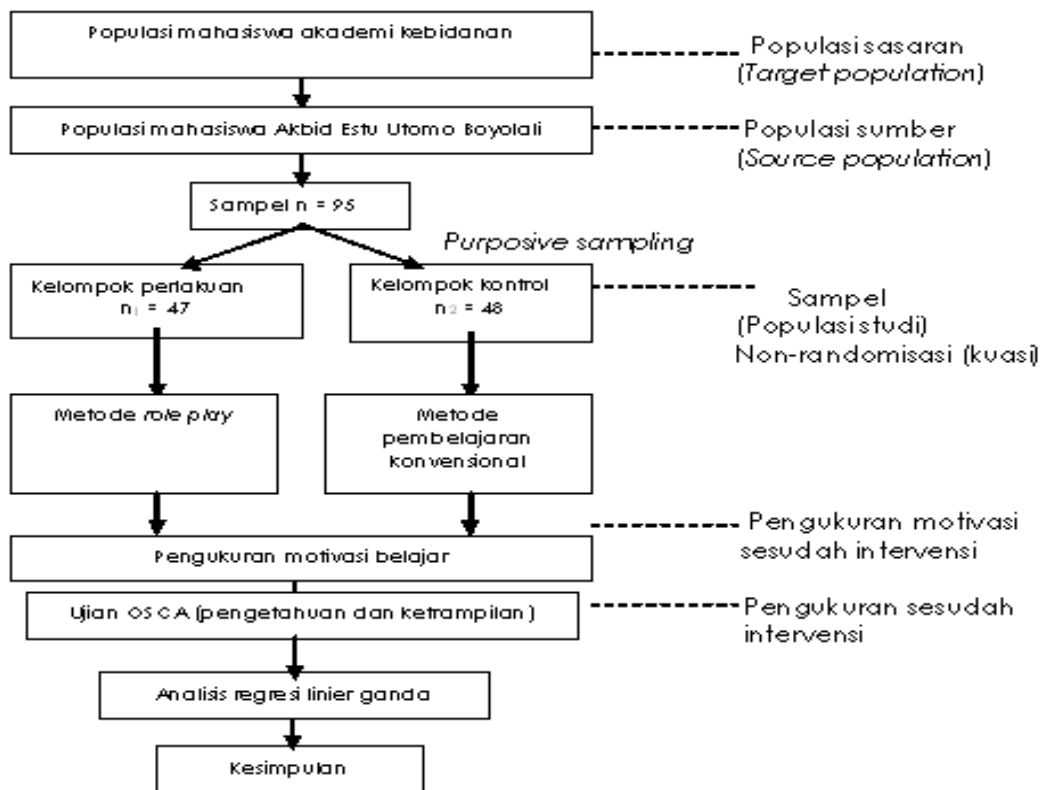 Populasi mahasiswa akademi kebidanan
Populasi sasaran
(Target population)
Populasi mahasiswa Akbid Estu Utomo Boyolali
Populasi sumber
(Source population)
Sampel n = 95
Purposive sampling
Kelompok perlakuan
n1 = 47
Kelompok kontrol
n2 = 48
Sampel
(Populasi studi)
Non-randomisasi (kuasi)
Metode role play
Metode
pembelajaran
konvensional
Pengukuran motivasi
sesudah intervensi
Pengukuran motivasi belajar
Ujian OSCA (pengetahuan dan ketrampilan)
Pengukuran sesudah
intervensi
Analisis regresi linier ganda
Kesimpulan